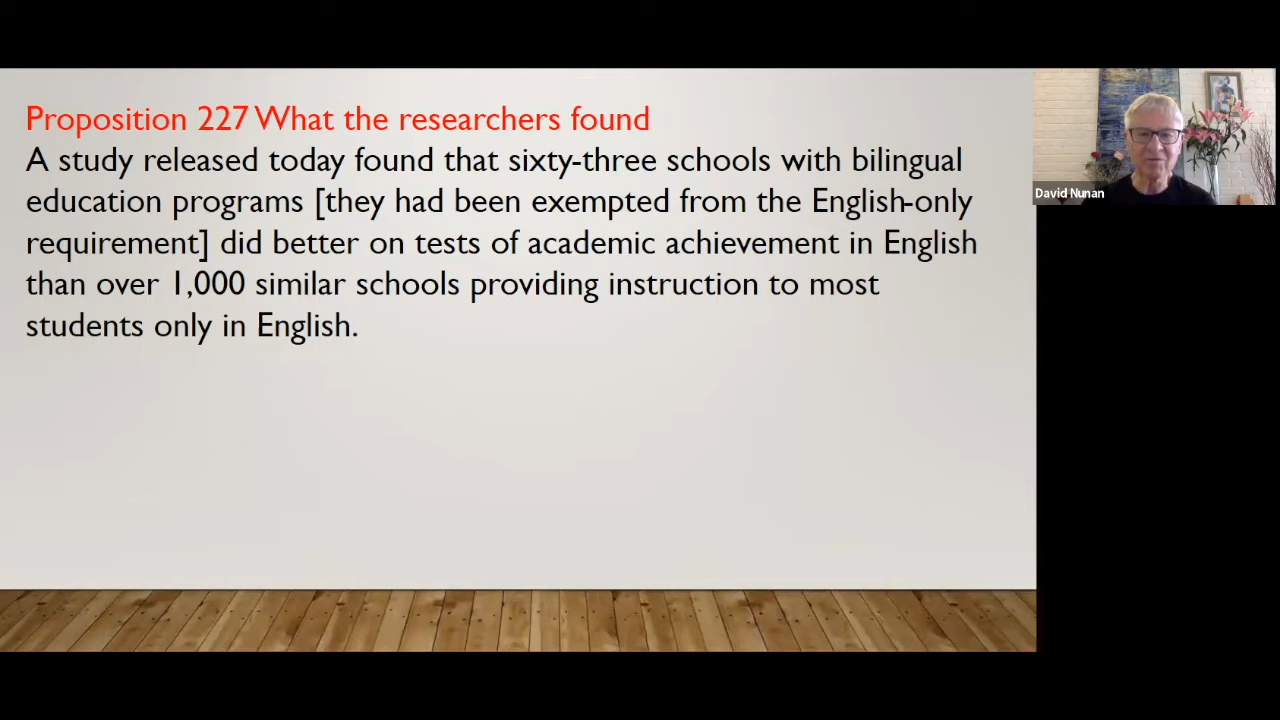 Proposition 227 What the researchers found
A study released today found that sixty-three schools with bilingual
education programs [they had been exempted from the English-only
requirement] did better on tests of academic achievement in English
than over 1,000 similar schools providing instruction to most
students only in English.
David Nunan